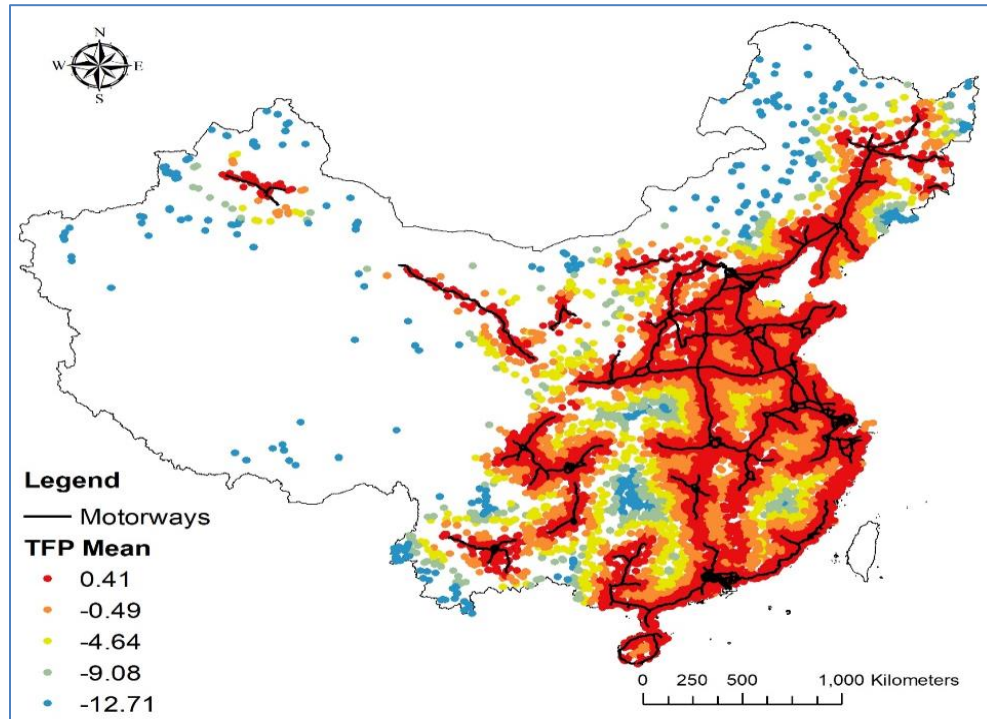 N
W E
S
Legend
Motorways
TFP Mean
0.41
-0.49
-4.64
-9.08
-12.71
0 250 500 1,000 Kilometers